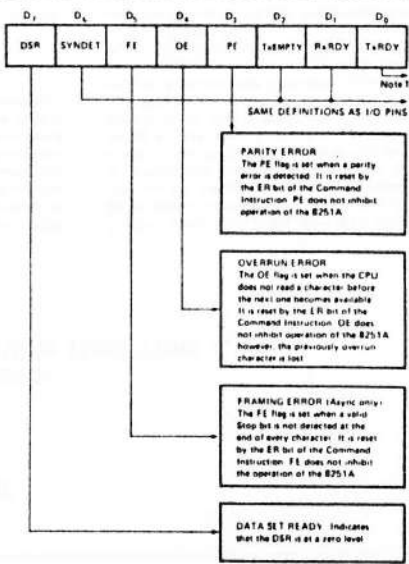 D7 D6 D5 D4 D3 D2 D1 D0
DSR SYNDET FE OE PE TxEMPTY RxRDY TxRDY
Note 1
SAME DEFINITIONS AS I/O PINS
PARITY ERROR
The PE flag is set when a parity
error is detected. It is reset by
the ER bit of the Command
Instruction. PE does not inhibit
operation of the 8251A
OVERRUN ERROR
The OE flag is set when the CPU
does not read a character before
the next one becomes available
It is reset by the ER bit of the
Command Instruction. OE does
not inhibit operation of the 8251A
however, the previously overrun
character is lost
FRAMING ERROR (Async only)
The FE flag is set when a valid
Stop bit is not detected at the
end of every character. It is reset
by the ER bit of the Command
Instruction. FE does not inhibit
the operation of the 8251A
DATA SET READY Indicates
that the DSR is at a zero level